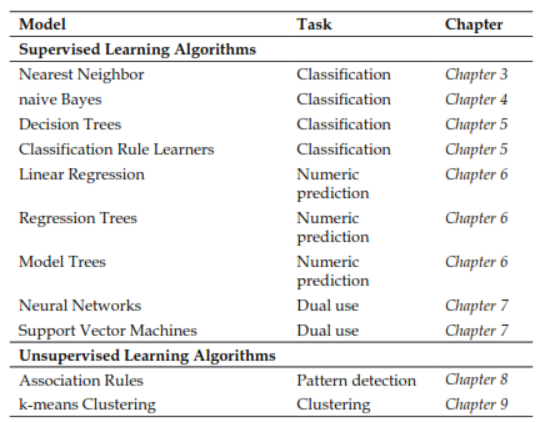 Model Task Chapter
Supervised Learning Algorithms
Nearest Neighbor Classification Chapter 3
naive Bayes Classification Chapter 4
Decision Trees Classification Chapter 5
Classification Rule Learners Classification Chapter 5
Linear Regression Numeric Chapter 6
prediction
Regression Trees Numeric Chapter 6
prediction
Model Trees Numeric Chapter 6
prediction
Neural Networks Dual use Chapter 7
Support Vector Machines Dual use Chapter 7
Unsupervised Learning Algorithms
Association Rules Pattern detection Chapter 8
k-means Clustering Clustering Chapter 9